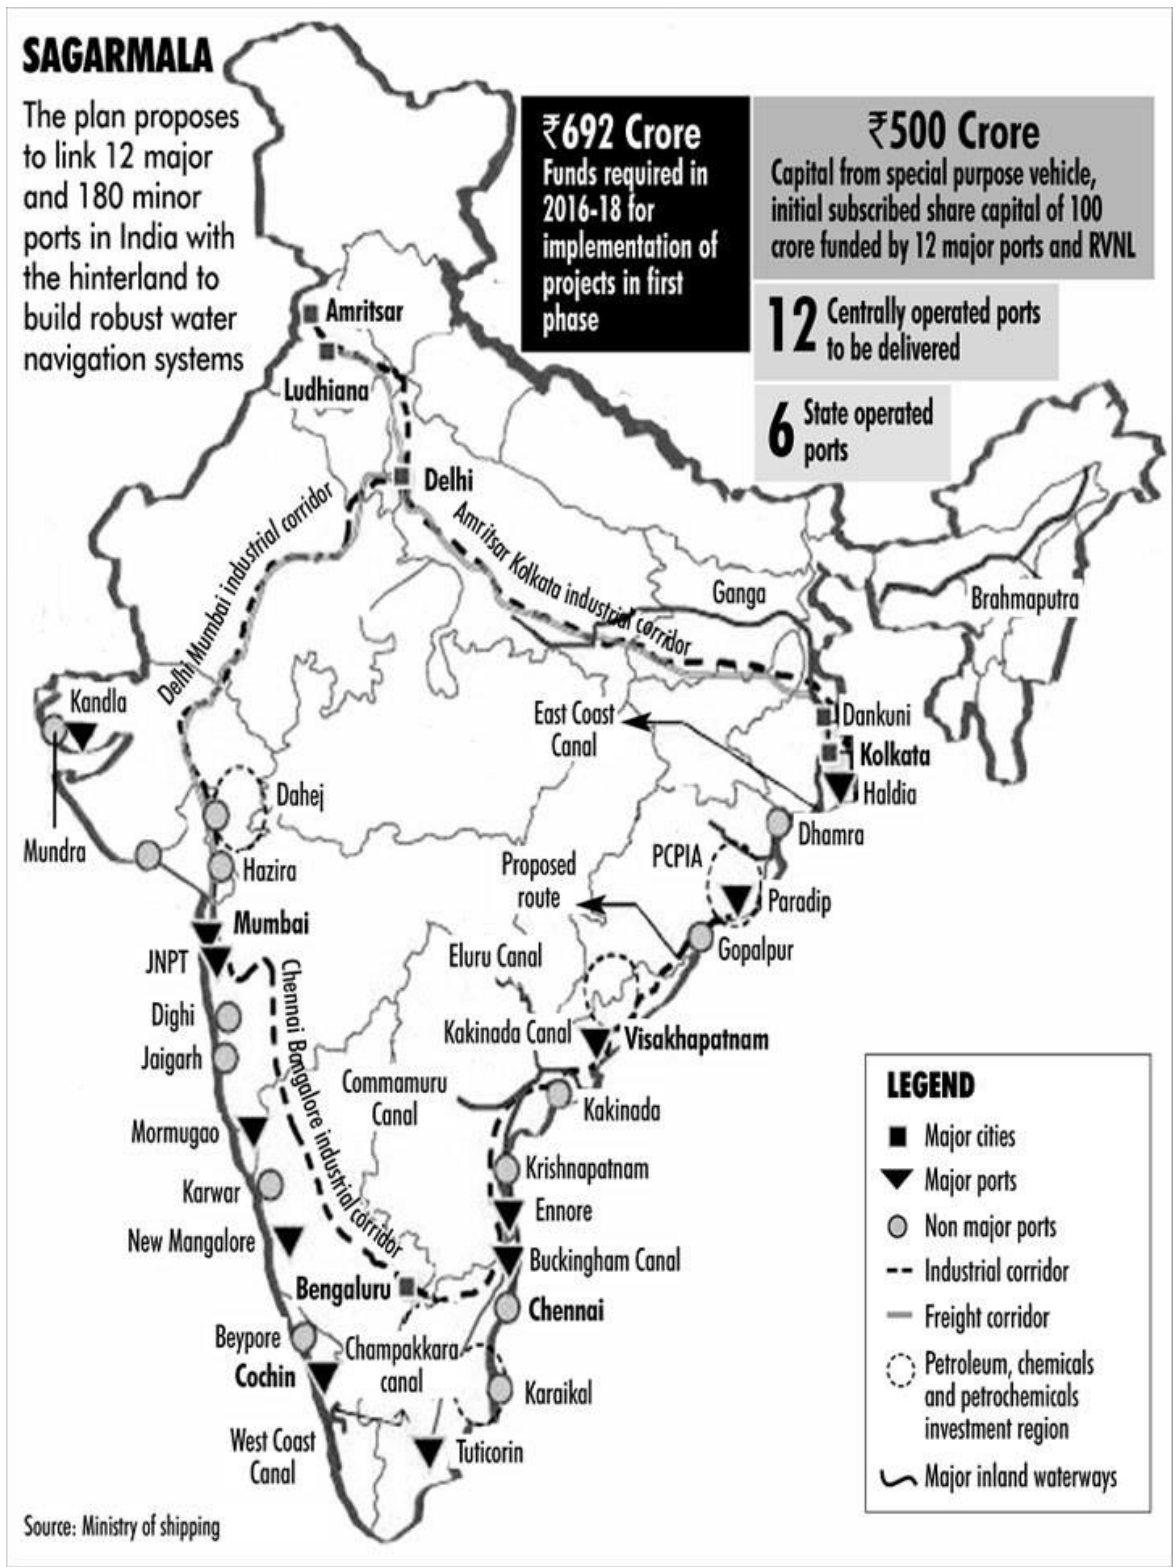 SAGARMALA
The plan proposes
to link 12 major
and 180 minor
ports in India with
the hinterland to
build robust water
navigation systems
₹692 Crore
Funds required in
2016-18 for
implementation of
projects in first
phase
₹500 Crore
Capital from special purpose vehicle,
initial subscribed share capital of 100
crore funded by 12 major ports and RVNL
12 Centrally operated ports
to be delivered
6 State operated
ports
Amritsar
Ludhiana
Delhi
Delhi Mumbai industrial corridor
Amritsar Kolkata industrial corridor
Ganga
Brahmaputra
Kandla
East Coast
Canal
Dankuni
Kolkata
Haldia
Dahej
Mundra
Hazira
Dhamra
PCPIA
Proposed
route
Paradip
Mumbai
Gopalpur
JNPT
Eluru Canal
Chennai Bangalore industrial corridor
Dighi
Kakinada Canal
Visakhapatnam
Jaigarh
Commamuru
Canal
Kakinada
Mormugao
Krishnapatnam
Karwar
Ennore
New Mangalore
Buckingham Canal
Bengaluru
Chennai
Beypore
Champakkara
canal
Cochin
Karaikal
West Coast
Canal
Tuticorin
LEGEND
Major cities
Major ports
Non major ports
Industrial corridor
Freight corridor
Petroleum, chemicals
and petrochemicals
investment region
Major inland waterways
Source: Ministry of shipping